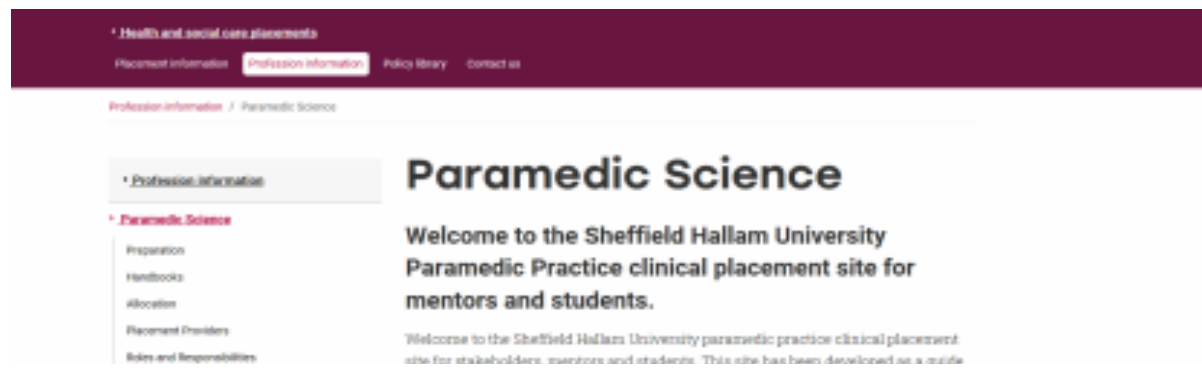 Health and social care placements
Placement information Profession information Policy library Contact us
Profession information / Paramedic Science
Profession information
Paramedic Science
Preparation
Handbooks
Allocation
Placement Providers
Roles and Responsibilities
Paramedic Science
Welcome to the Sheffield Hallam University
Paramedic Practice clinical placement site for
mentors and students.
Welcome to the Sheffield Hallam University paramedic practice clinical placement
site for stakeholders, mentors and students. This site has been developed as a guide